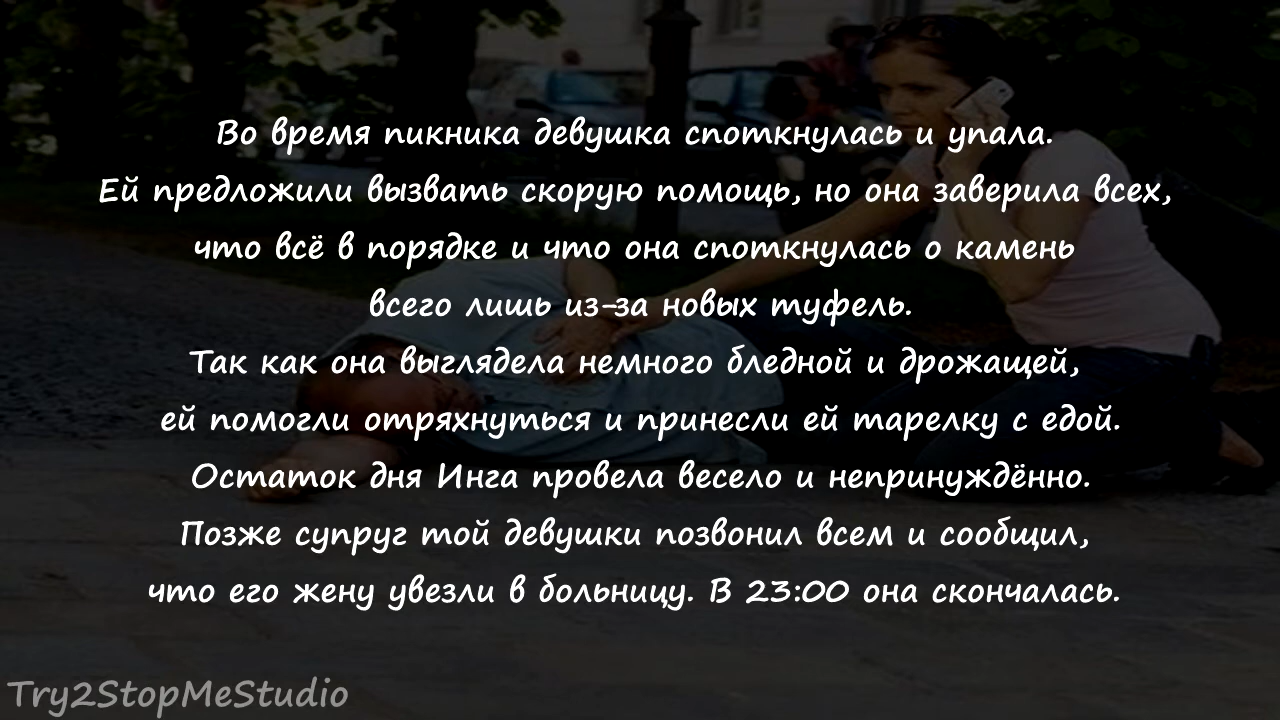 Во время пикника девушка споткнулась и упала.
Ей предложили вызвать скорую помощь, но она заверила всех,
что всё в порядке и что она споткнулась о камень
всего лишь из-за новых туфель.
Так как она выглядела немного бледной и дрожащей,
ей помогли отряхнуться и принесли ей тарелку с едой.
Остаток дня Инга провела весело и непринуждённо.
Позже супруг той девушки позвонил всем и сообщил,
что его жену увезли в больницу. В 23:00 она скончалась.
Try2StopMeStudio